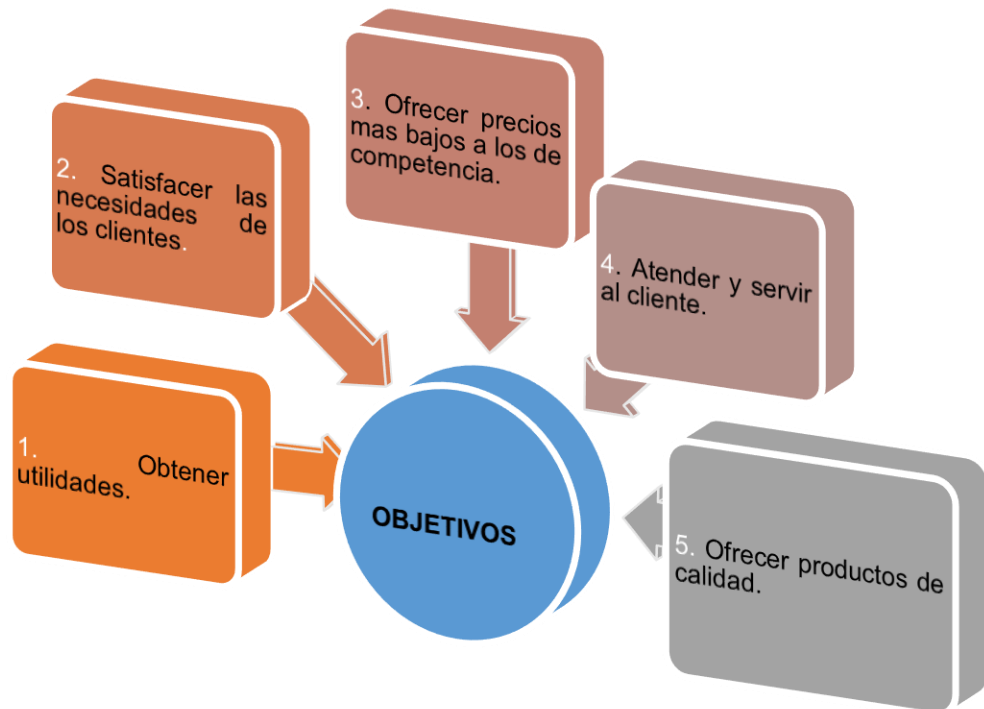 1. Obtener
utilidades.
2. Satisfacer las
necesidades de
los clientes.
3. Ofrecer precios
mas bajos a los de
competencia.
4. Atender y servir
al cliente.
5. Ofrecer productos de
calidad.
OBJETIVOS